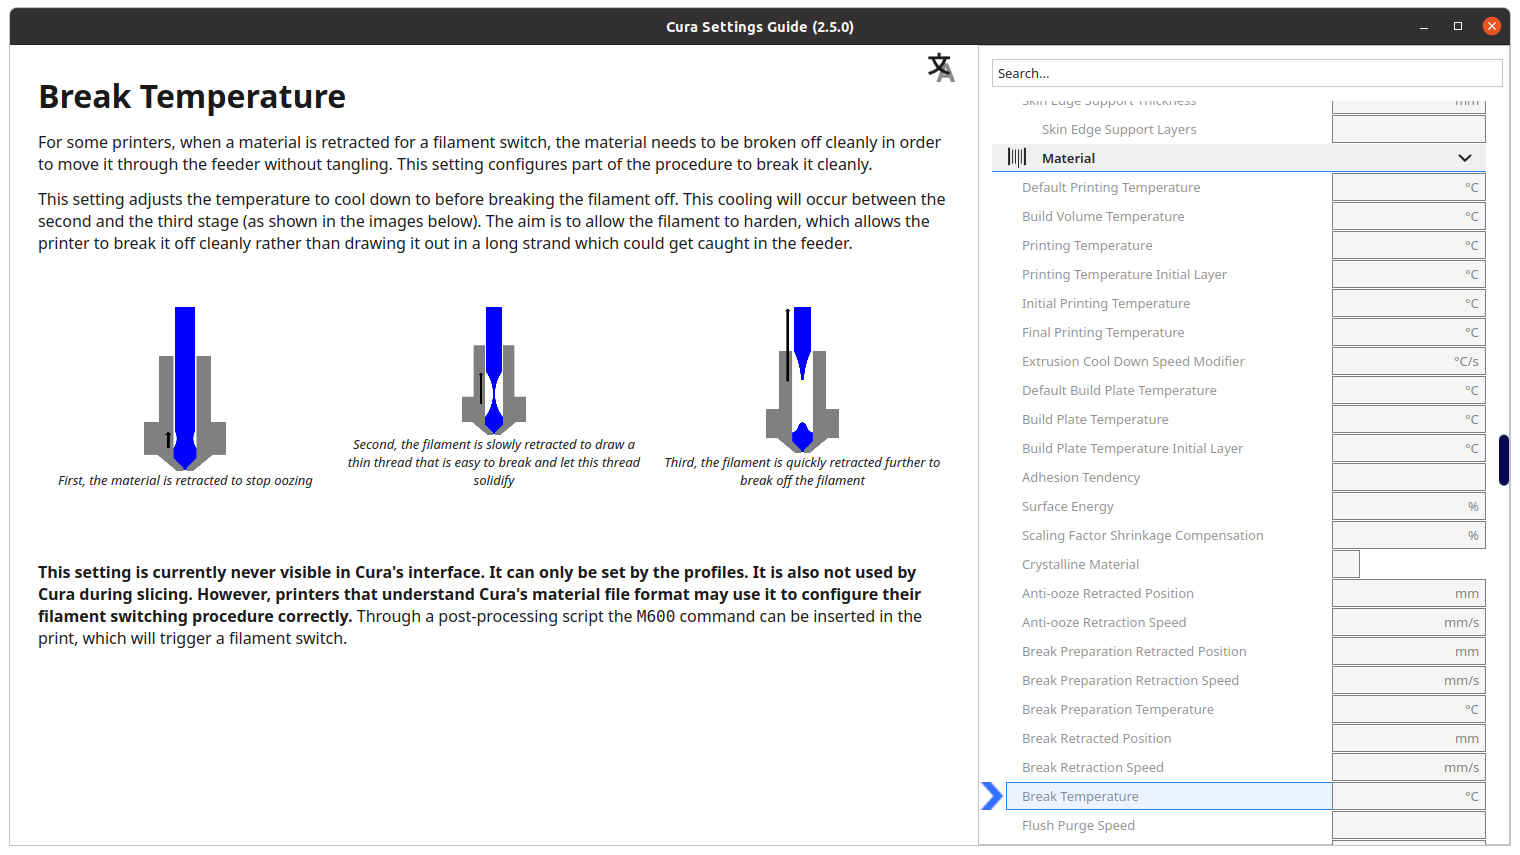 Cura Settings Guide (2.5.0)
Break Temperature
For some printers, when a material is retracted for a filament switch, the material needs to be broken off cleanly in order
to move it through the feeder without tangling. This setting configures part of the procedure to break it cleanly.
This setting adjusts the temperature to cool down to before breaking the filament off. This cooling will occur between the
second and the third stage (as shown in the images below). The aim is to allow the filament to harden, which allows the
printer to break it off cleanly rather than drawing it out in a long strand which could get caught in the feeder.
First, the material is retracted to stop oozing
Second, the filament is slowly retracted to draw a
thin thread that is easy to break and let this thread
solidify
Third, the filament is quickly retracted further to
break off the filament
This setting is currently never visible in Cura's interface. It can only be set by the profiles. It is also not used by
Cura during slicing. However, printers that understand Cura's material file format may use it to configure their
filament switching procedure correctly. Through a post-processing script the M600 command can be inserted in the
print, which will trigger a filament switch.
Search...
Skin Edge Support Thickness mm
Skin Edge Support Layers
Material
Default Printing Temperature °C
Build Volume Temperature °C
Printing Temperature °C
Printing Temperature Initial Layer °C
Initial Printing Temperature °C
Final Printing Temperature °C
Extrusion Cool Down Speed Modifier °C/s
Default Build Plate Temperature °C
Build Plate Temperature °C
Build Plate Temperature Initial Layer °C
Adhesion Tendency
Surface Energy %
Scaling Factor Shrinkage Compensation %
Crystalline Material
Anti-ooze Retracted Position mm
Anti-ooze Retraction Speed mm/s
Break Preparation Retracted Position mm
Break Preparation Retraction Speed mm/s
Break Preparation Temperature °C
Break Retracted Position mm
Break Retraction Speed mm/s
Break Temperature °C
Flush Purge Speed